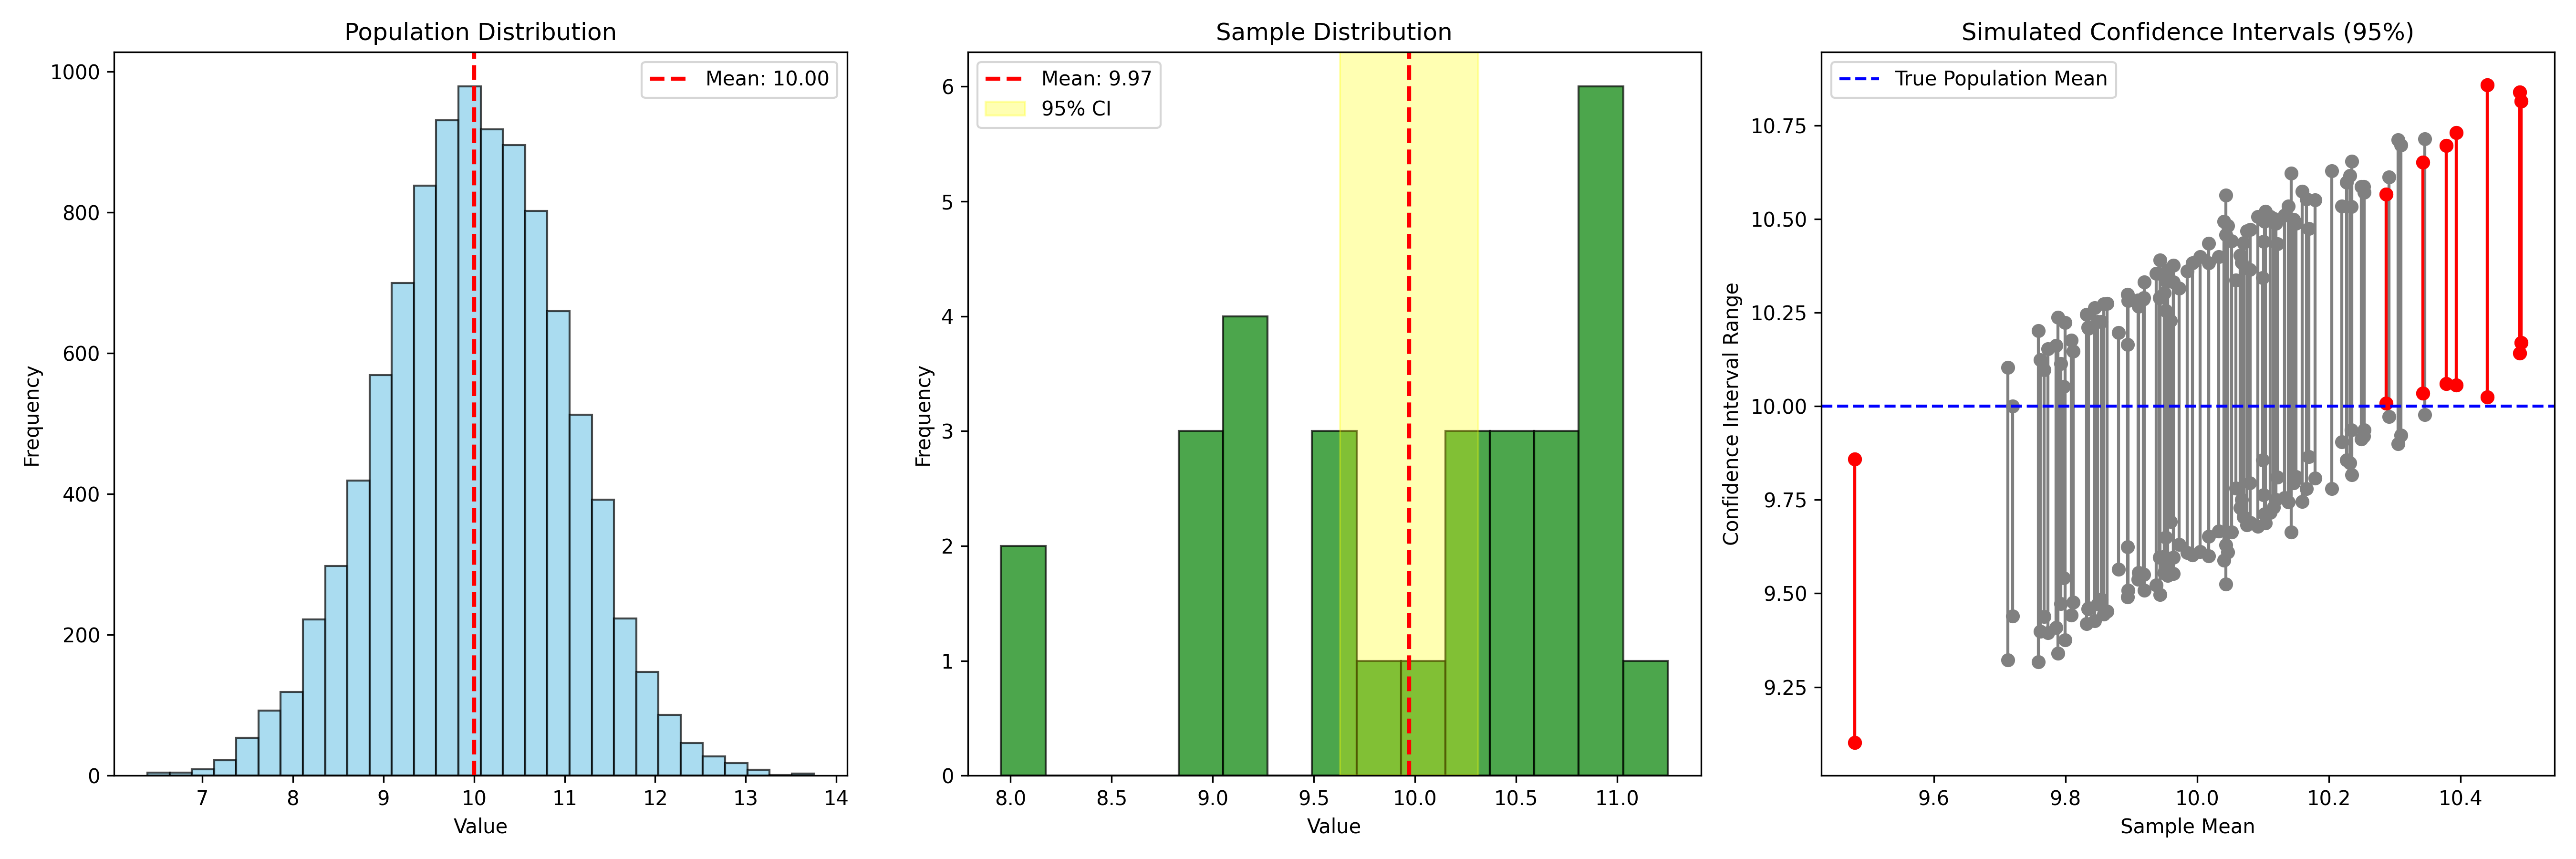 Population Distribution
Mean: 10.00
Frequency
1000
800
600
400
200
0
7 8 9 10 11 12 13 14
Value
Sample Distribution
Mean: 9.97
95% CI
Frequency
6
5
4
3
2
1
0
8.0 8.5 9.0 9.5 10.0 10.5 11.0
Value
Simulated Confidence Intervals (95%)
True Population Mean
Confidence Interval Range
10.75
10.50
10.25
10.00
9.75
9.50
9.25
9.6 9.8 10.0 10.2 10.4
Sample Mean